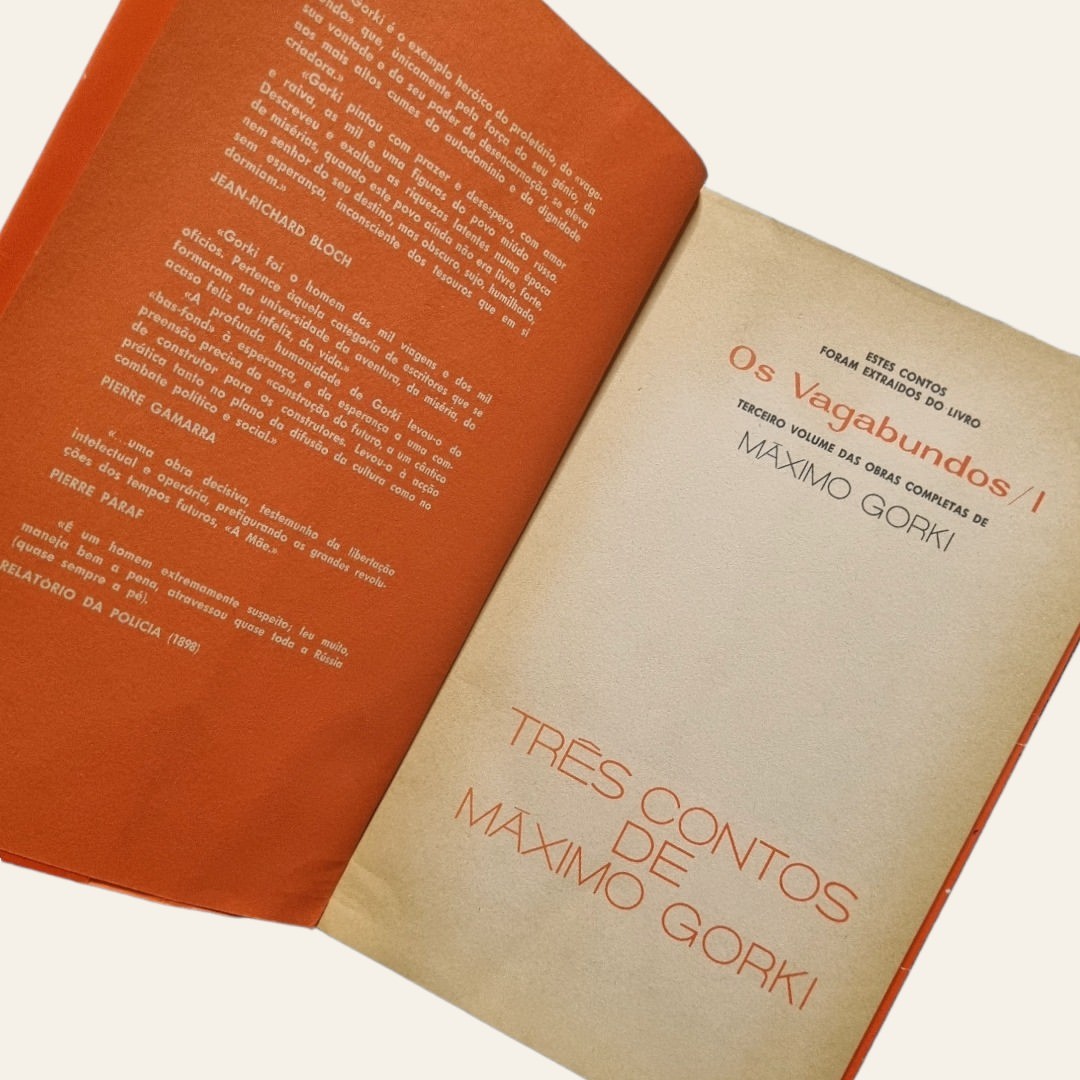 Gorki é o exemplo heróico do proletário, do «vaga-
bundo» que, únicamente pela força do seu génio, da
sua vontade e do seu poder de desencarnação, se eleva
aos mais altos cumes do autodomínio e da dignidade
criadora.»
«Gorki pintou com prazer e desespero, com amor
e raiva, as mil e uma figuras do povo miúdo russo.
Descreveu e exaltou as riquezas latentes numa época
de misérias, quando este povo ainda não era livre, forte,
nem senhor do seu destino, mas obscuro, sujo, humilhado,
sem esperança, inconsciente dos tesouros que em si
dormiam.»
JEAN-RICHARD BLOCH
«Gorki foi o homem das mil viagens e dos mil
ofícios. Pertence àquela categoria de escritores que se
formaram na universidade da aventura, da miséria, do
acaso feliz ou infeliz, da vida.»
«A profunda humanidade de Gorki levou-o do
«bas-fond» à esperança, e da esperança a uma com-
preensão precisa da «construção do futuro, a um cântico
de construtor para os construtores. Levou-o à acção
prática tanto no plano da difusão da cultura como no
combate político e social.»
PIERRE GAMARRA
«...uma obra decisiva, testemunho da libertação
intelectual e operária, prefigurando as grandes revolu-
ções dos tempos futuros, «A Mãe.»
PIERRE PARAF
«É um homem extremamente suspeito; leu muito,
maneja bem a pena, atravessou quase toda a Rússia
(quase sempre a pé).
RELATÓRIO DA POLÍCIA (1898)
ESTES CONTOS
FORAM EXTRAIDOS DO LIVRO
Os Vagabundos/I
TERCEIRO VOLUME DAS OBRAS COMPLETAS DE
MÁXIMO GORKI
TRÊS CONTOS
DE
MÁXIMO GORKI